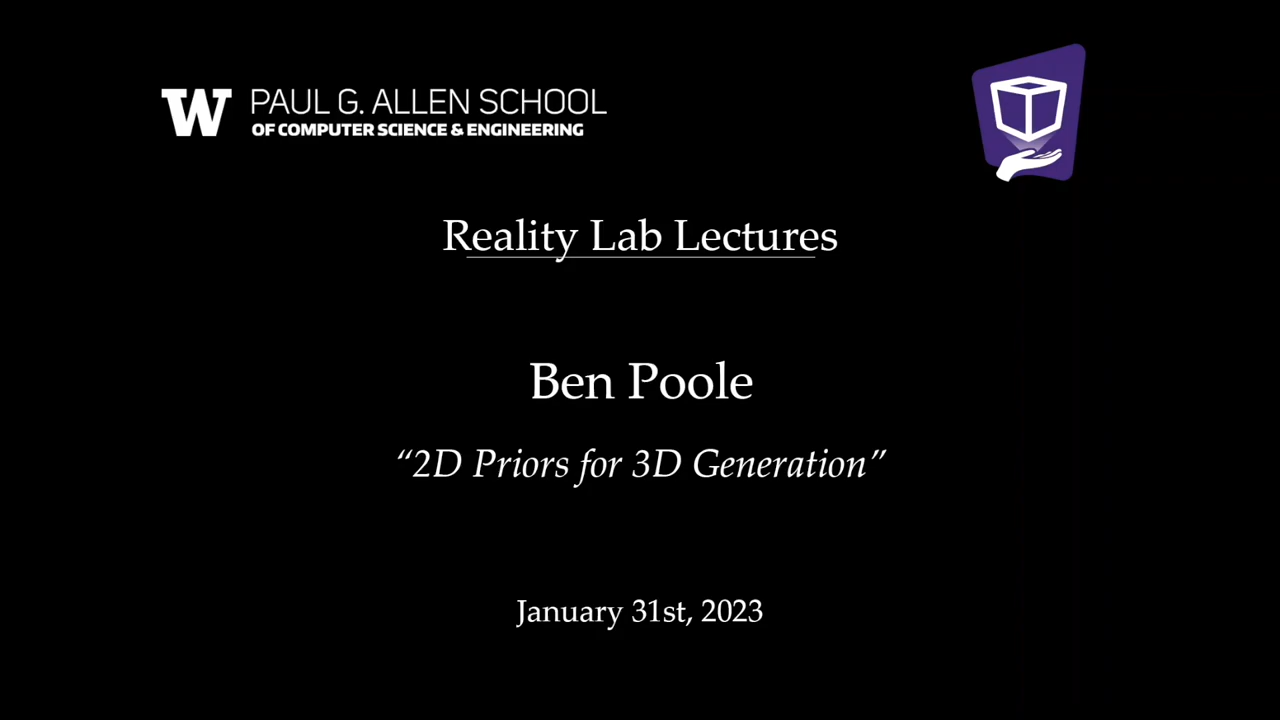 W PAUL G. ALLEN SCHOOL
OF COMPUTER SCIENCE & ENGINEERING
Reality Lab Lectures
Ben Poole
“2D Priors for 3D Generation”
January 31st, 2023